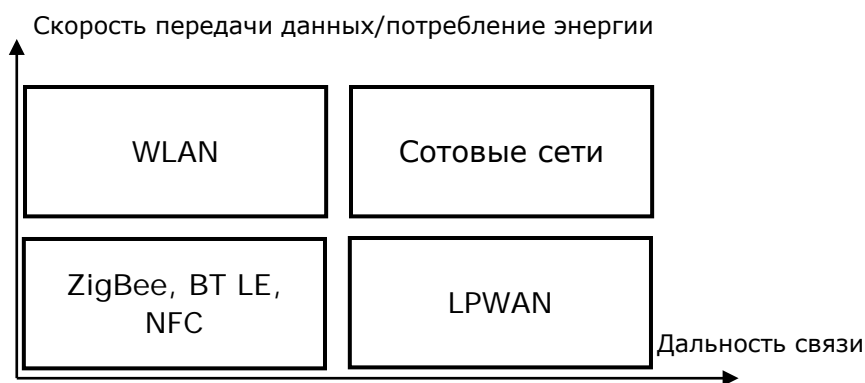 Скорость передачи данных/потребление энергии
WLAN
Сотовые сети
ZigBee, BT LE,
NFC
LPWAN
Дальность связи